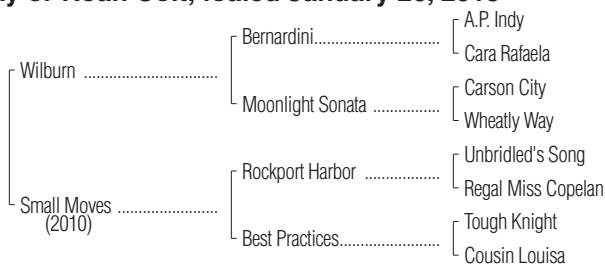 A.P. Indy
Bernardini
Cara Rafaela
Wilburn
Carson City
Moonlight Sonata
Wheatly Way
Unbridled's Song
Rockport Harbor
Regal Miss Copelan
Small Moves
(2010)
Tough Knight
Best Practices
Cousin Louisa